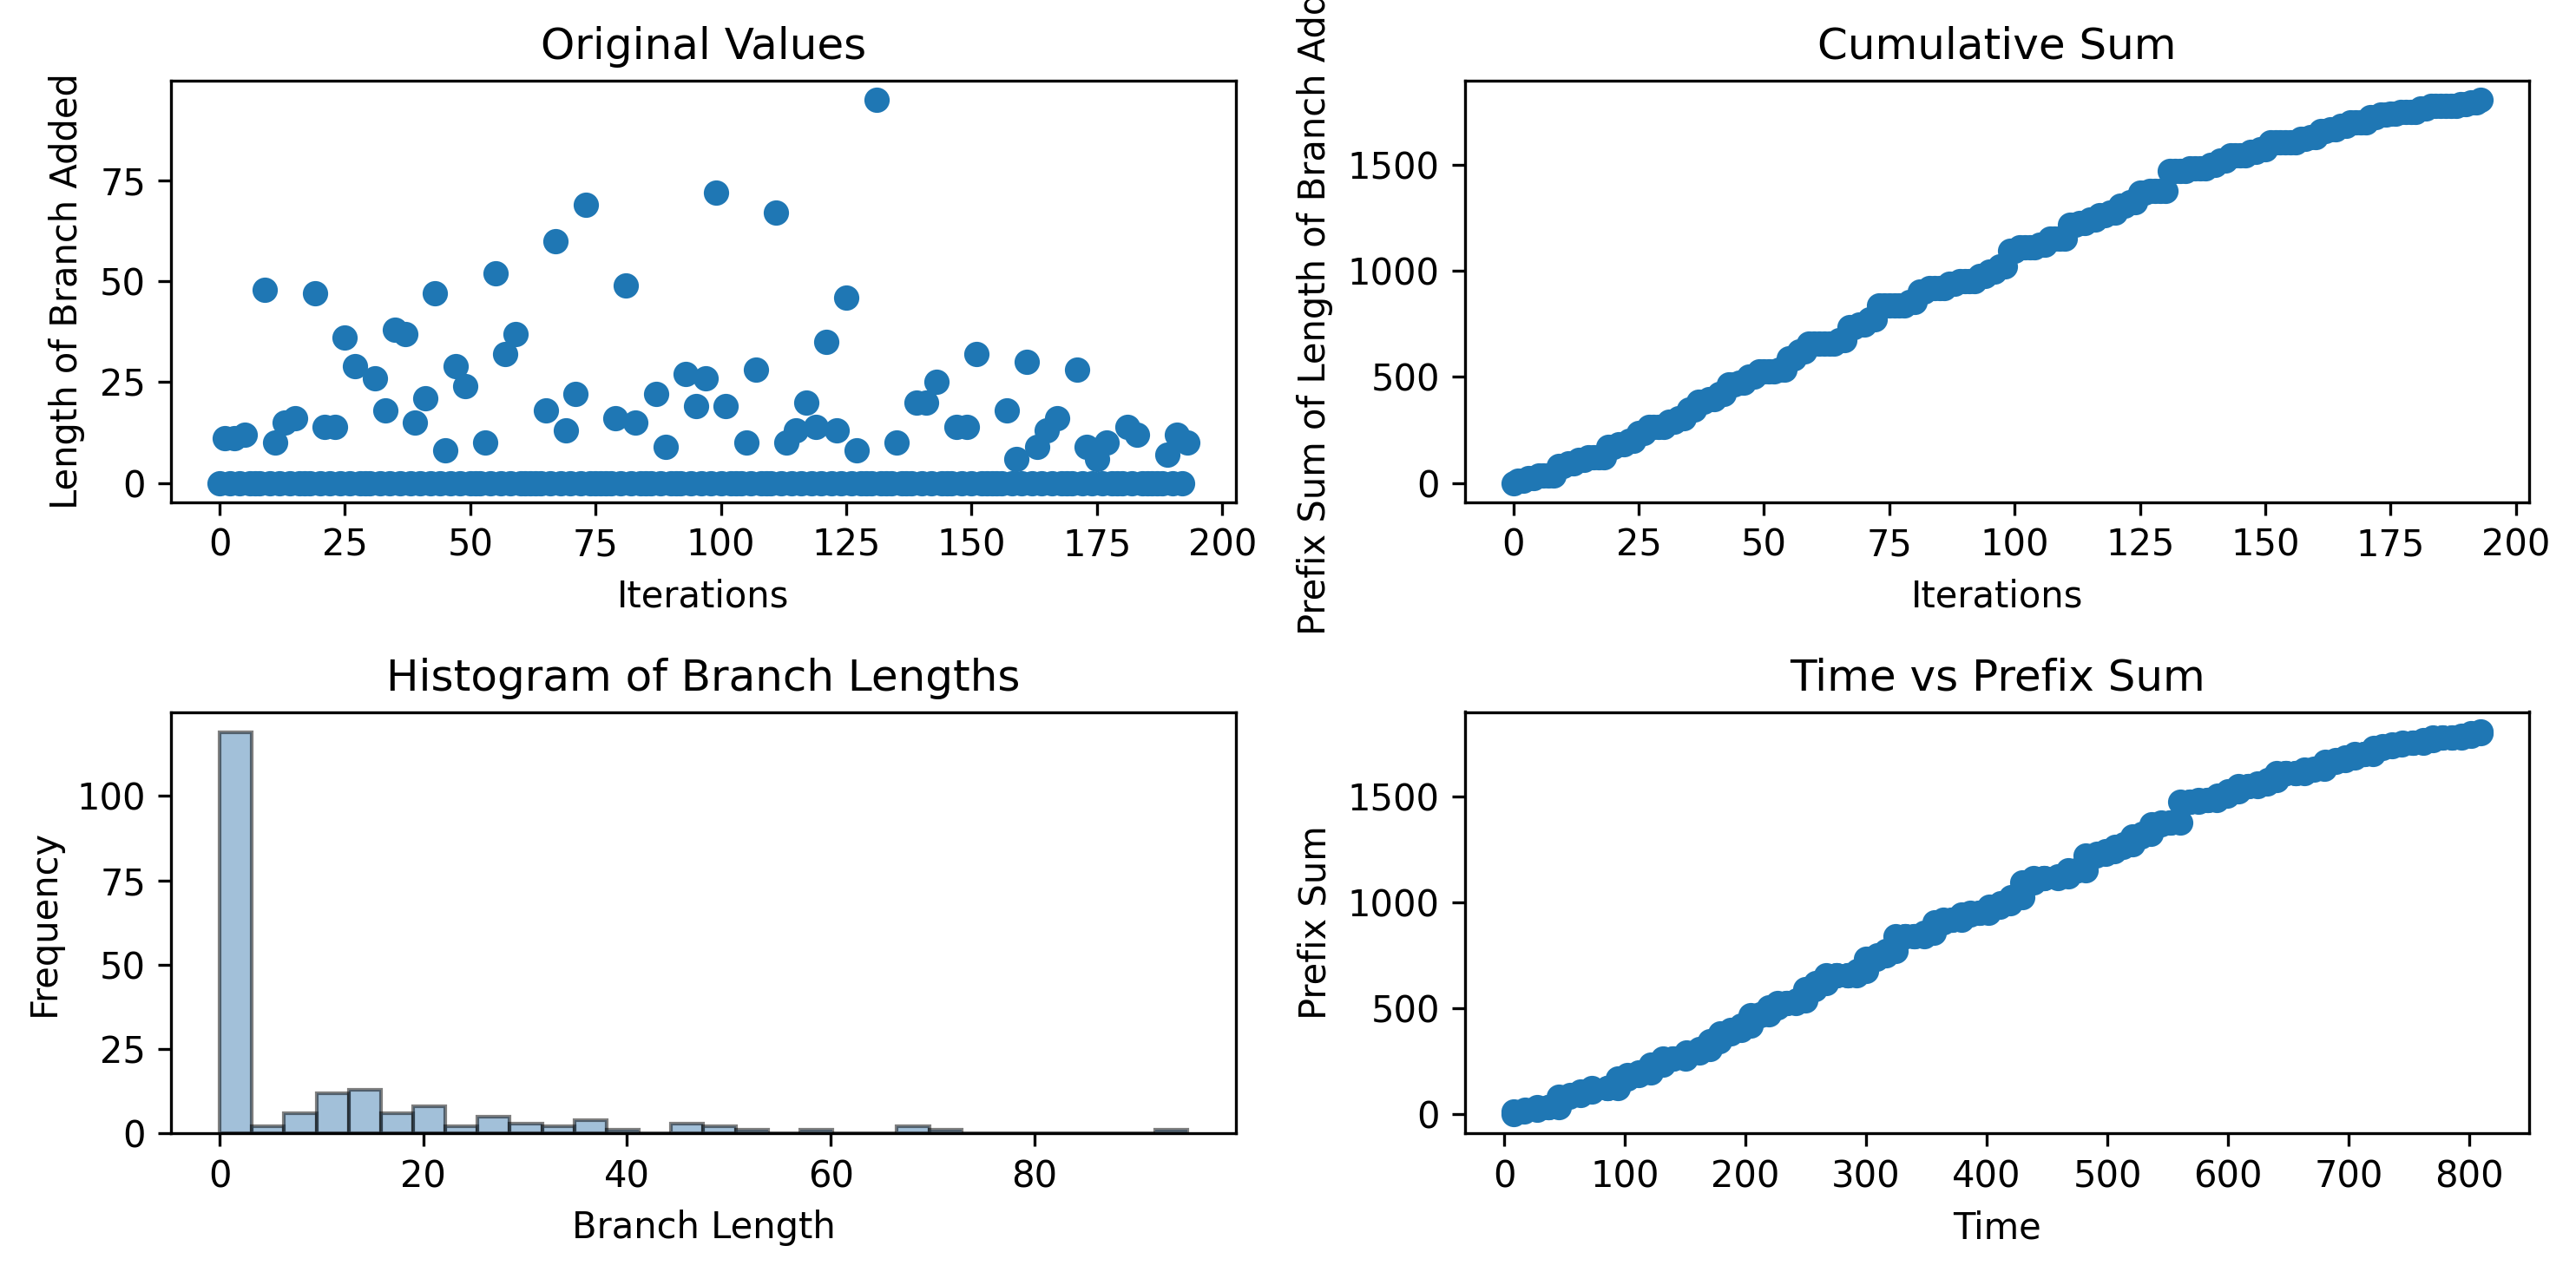 Original Values
Length of Branch Added
75
50
25
0
0 25 50 75 100 125 150 175 200
Iterations
Cumulative Sum
Prefix Sum of Length of Branch
1500
1000
500
0
0 25 50 75 100 125 150 175 200
Iterations
Histogram of Branch Lengths
Frequency
100
75
50
25
0
0 20 40 60 80
Branch Length
Time vs Prefix Sum
Prefix Sum
1500
1000
500
0
0 100 200 300 400 500 600 700 800
Time